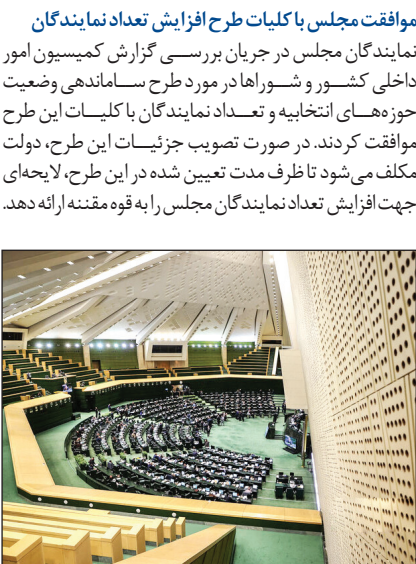 موافقت مجلس با کلیات طرح افزایش تعداد نمایندگان
نمایندگان مجلس در جریان بررسی گزارش کمیسیون امور
داخلی کشور و شوراها در مورد طرح ساماندهی وضعیت
حوزه‌های انتخابیه و تعداد نمایندگان با کلیات این طرح
موافقت کردند. در صورت تصویب جزئیات این طرح، دولت
مکلف می‌شود تا ظرف مدت تعیین شده در این طرح، لایحه‌ای
جهت افزایش تعداد نمایندگان مجلس را به قوه مقننه ارائه دهد.